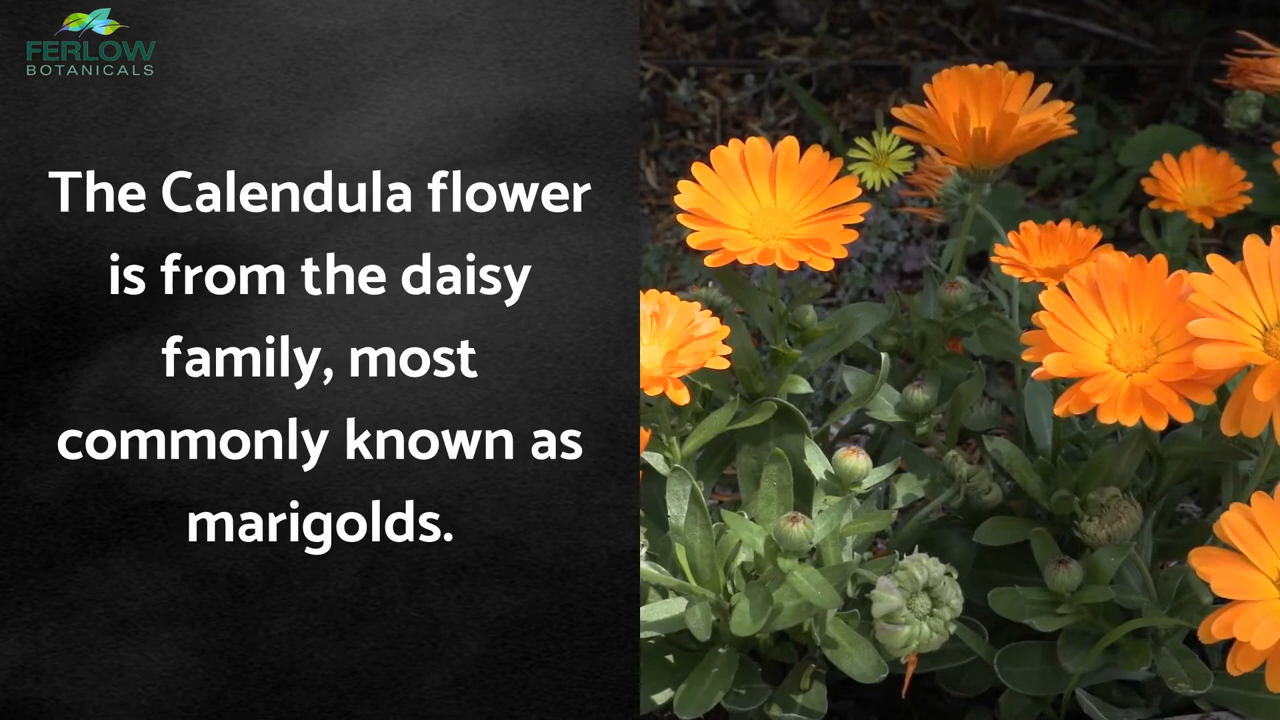 FERLOW
BOTANICALS
The Calendula flower
is from the daisy
family, most
commonly known as
marigolds.